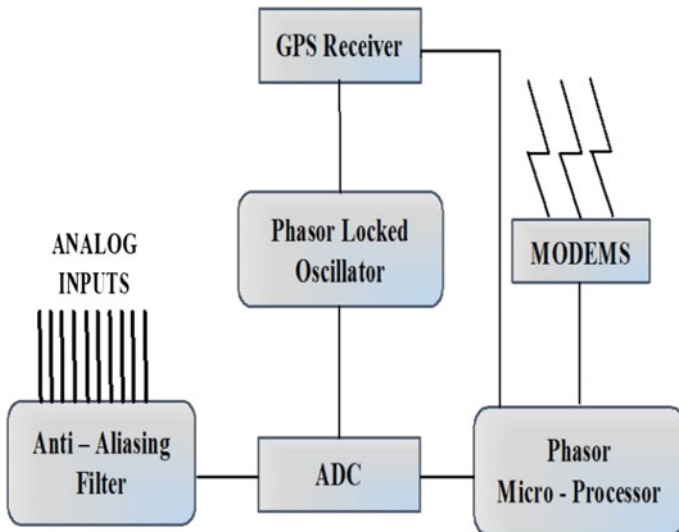 GPS Receiver
Phasor Locked
Oscillator
MODEMS
ANALOG
INPUTS
Anti – Aliasing
Filter
ADC
Phasor
Micro - Processor